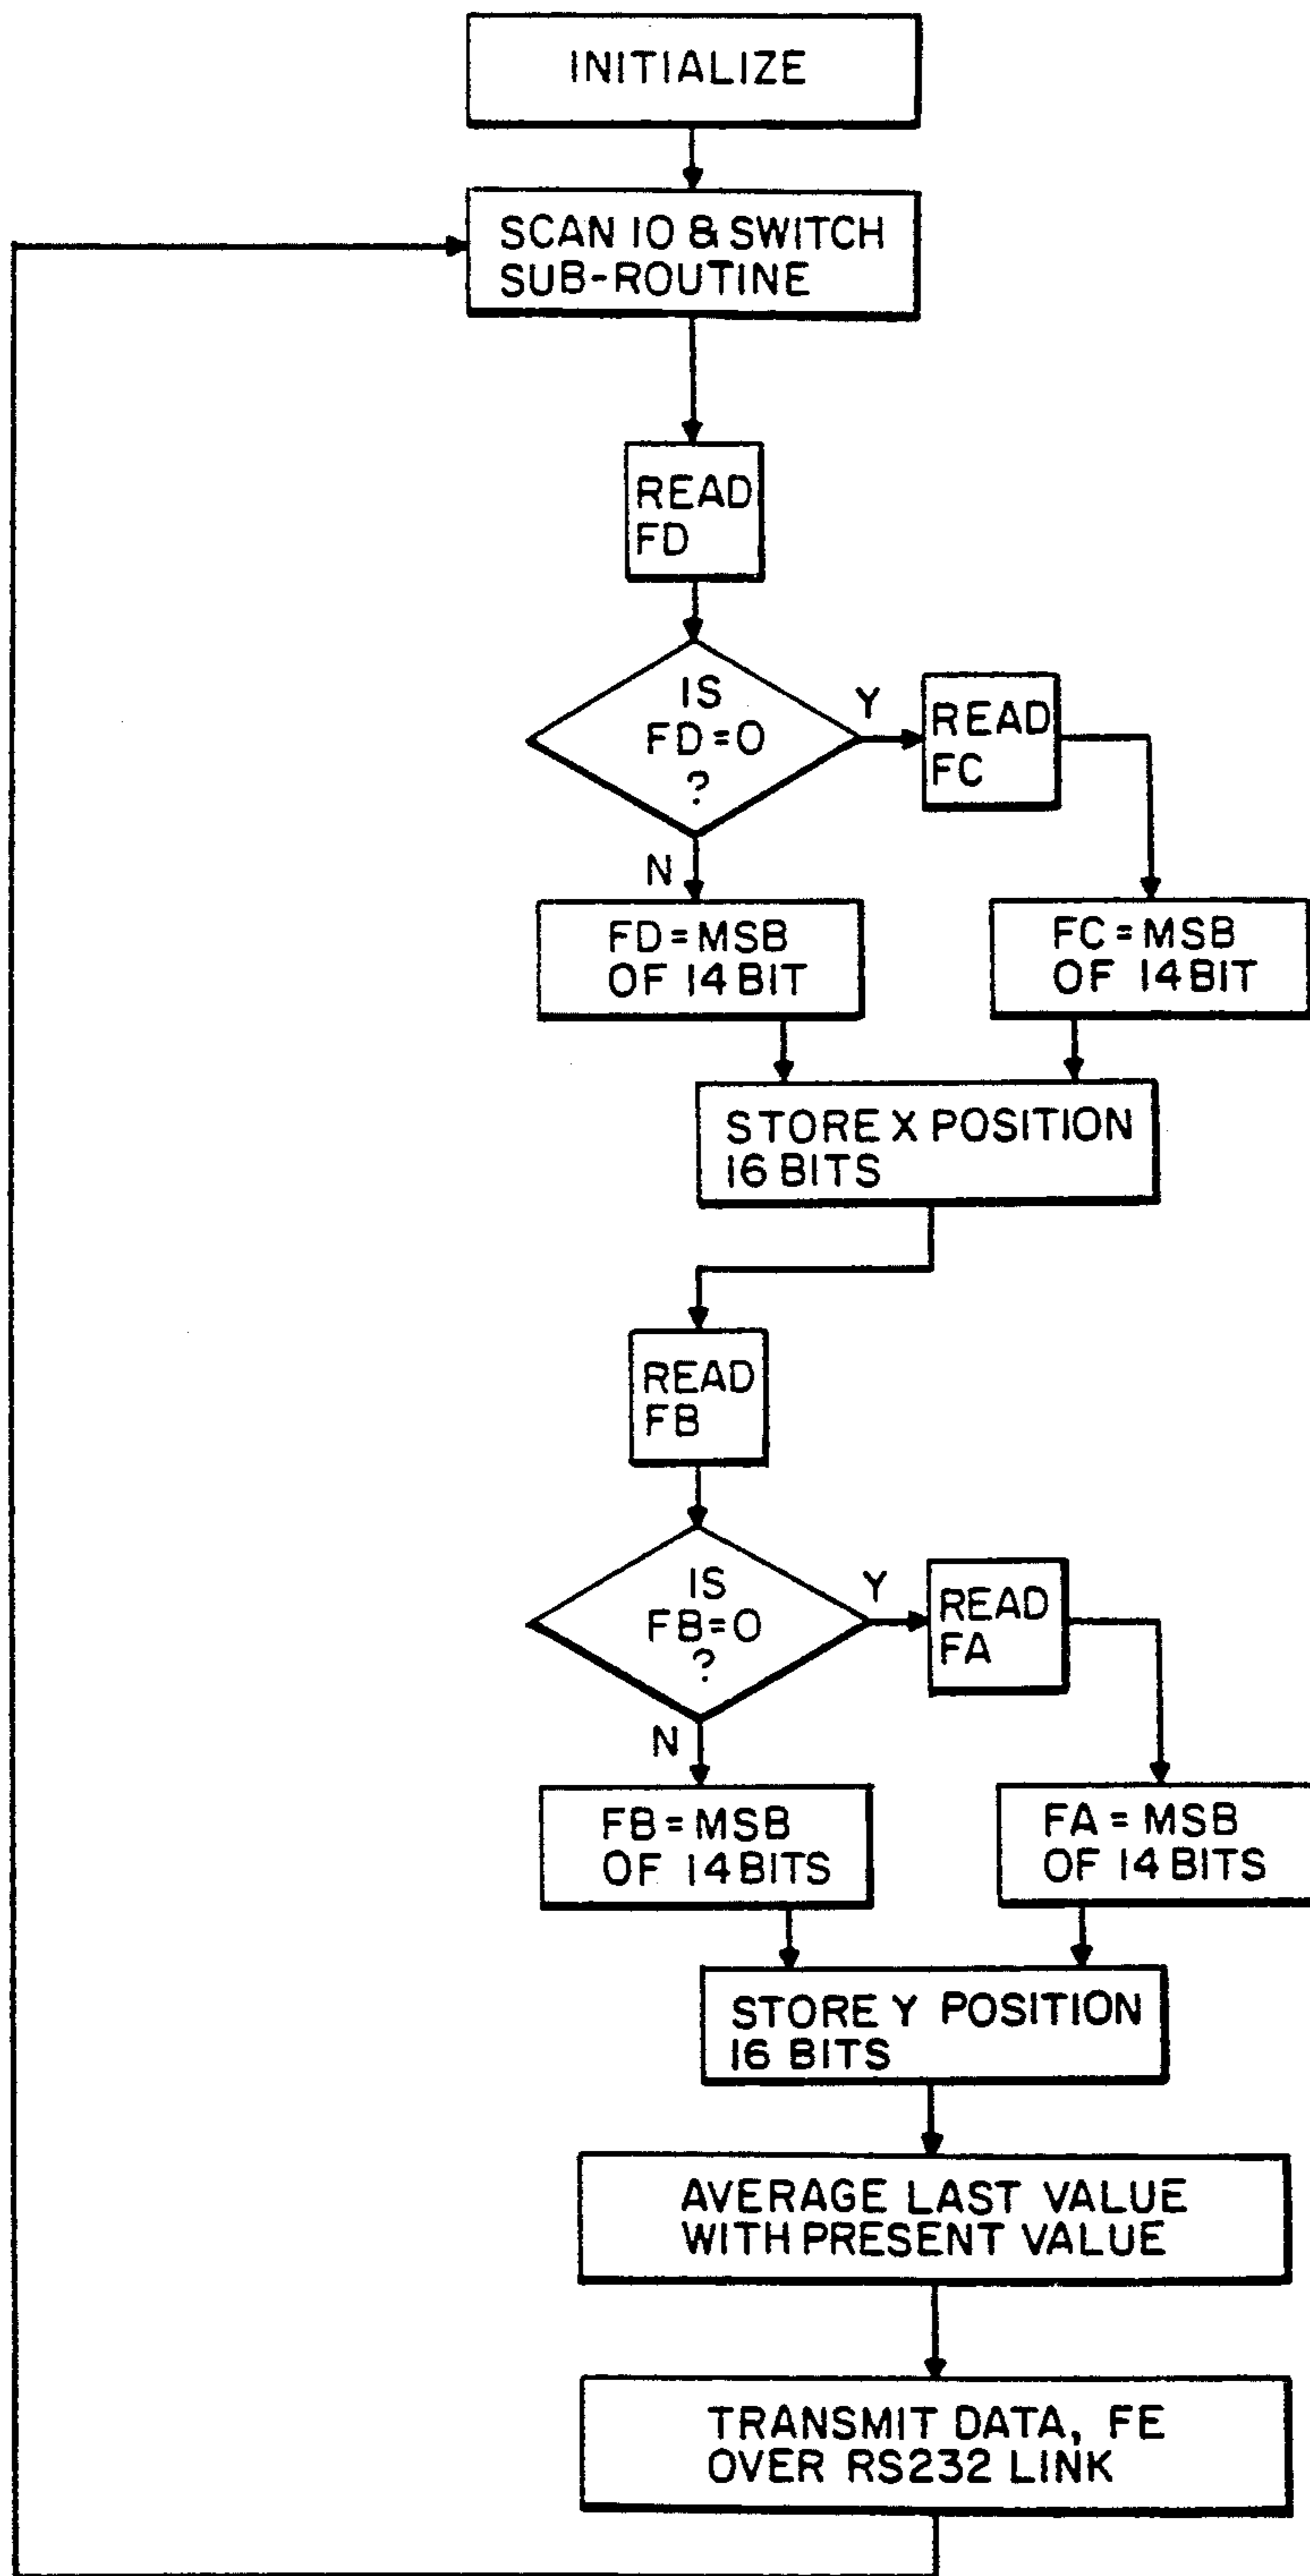 INITIALIZE
SCAN IO & SWITCH
SUB-ROUTINE
READ
FD
IS
FD=0
?
Y
READ
FC
N
FD=MSB
OF 14 BIT
FC=MSB
OF 14 BIT
STORE X POSITION
16 BITS
READ
FB
IS
FB=0
?
Y
READ
FA
N
FB=MSB
OF 14 BITS
FA=MSB
OF 14 BITS
STORE Y POSITION
16 BITS
AVERAGE LAST VALUE
WITH PRESENT VALUE
TRANSMIT DATA, FE
OVER RS232 LINK